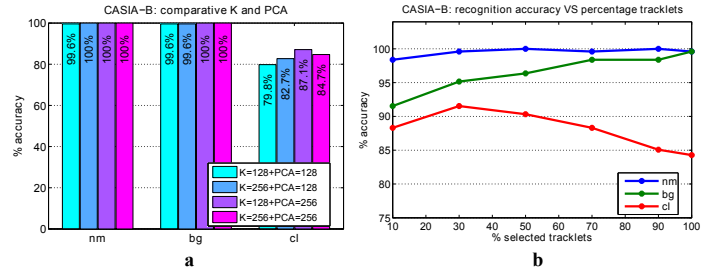 CASIA−B: comparative K and PCA
% accuracy
100
80
60
40
20
0
99.6%
100%
100%
100%
99.6%
99.6%
100%
100%
79.8%
82.7%
87.1%
84.7%
K=128+PCA=128
K=256+PCA=128
K=128+PCA=256
K=256+PCA=256
nm bg cl
a
CASIA−B: recognition accuracy VS percentage tracklets
% accuracy
100
95
90
85
80
75
nm
bg
cl
10 20 30 40 50 60 70 80 90 100
% selected tracklets
b